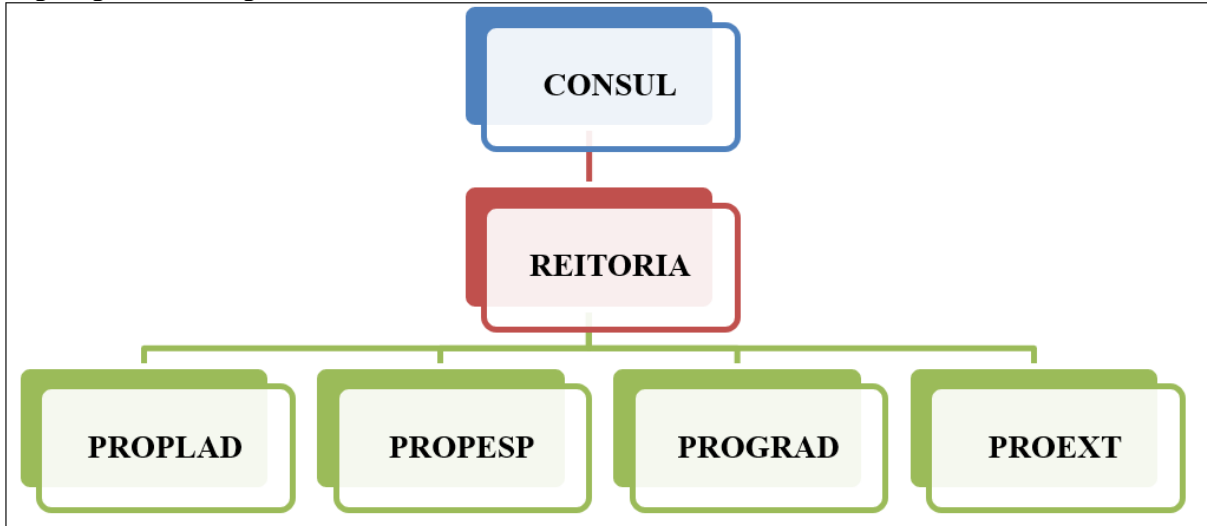 CONSUL
REITORIA
PROPLAD
PROPESP
PROGRAD
PROEXT